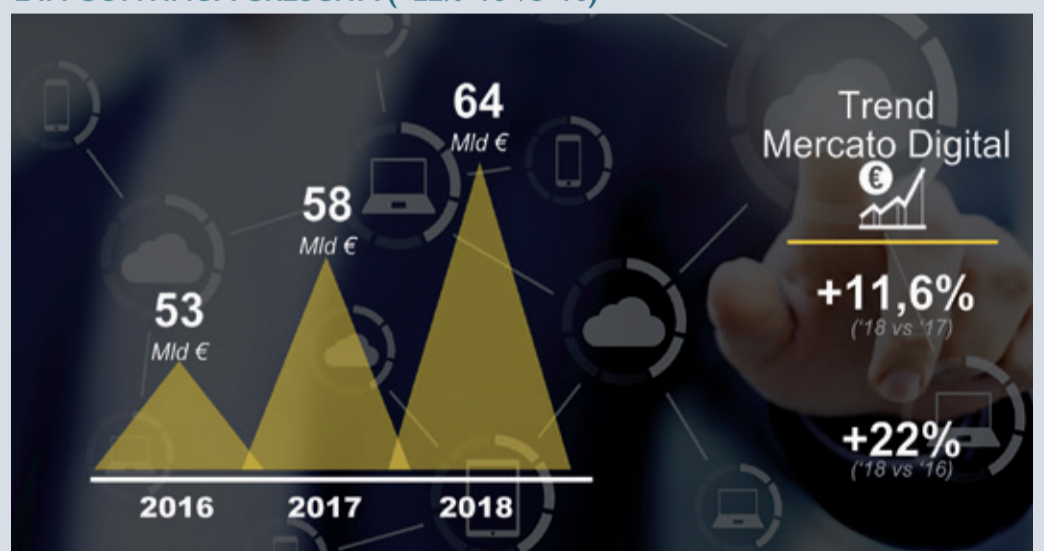 64
Mld €
58
Mld €
53
Mld €
2016
2017
2018
Trend
Mercato Digital
€
+11,6%
(‘18 vs ‘17)
+22%
(‘18 vs ‘16)